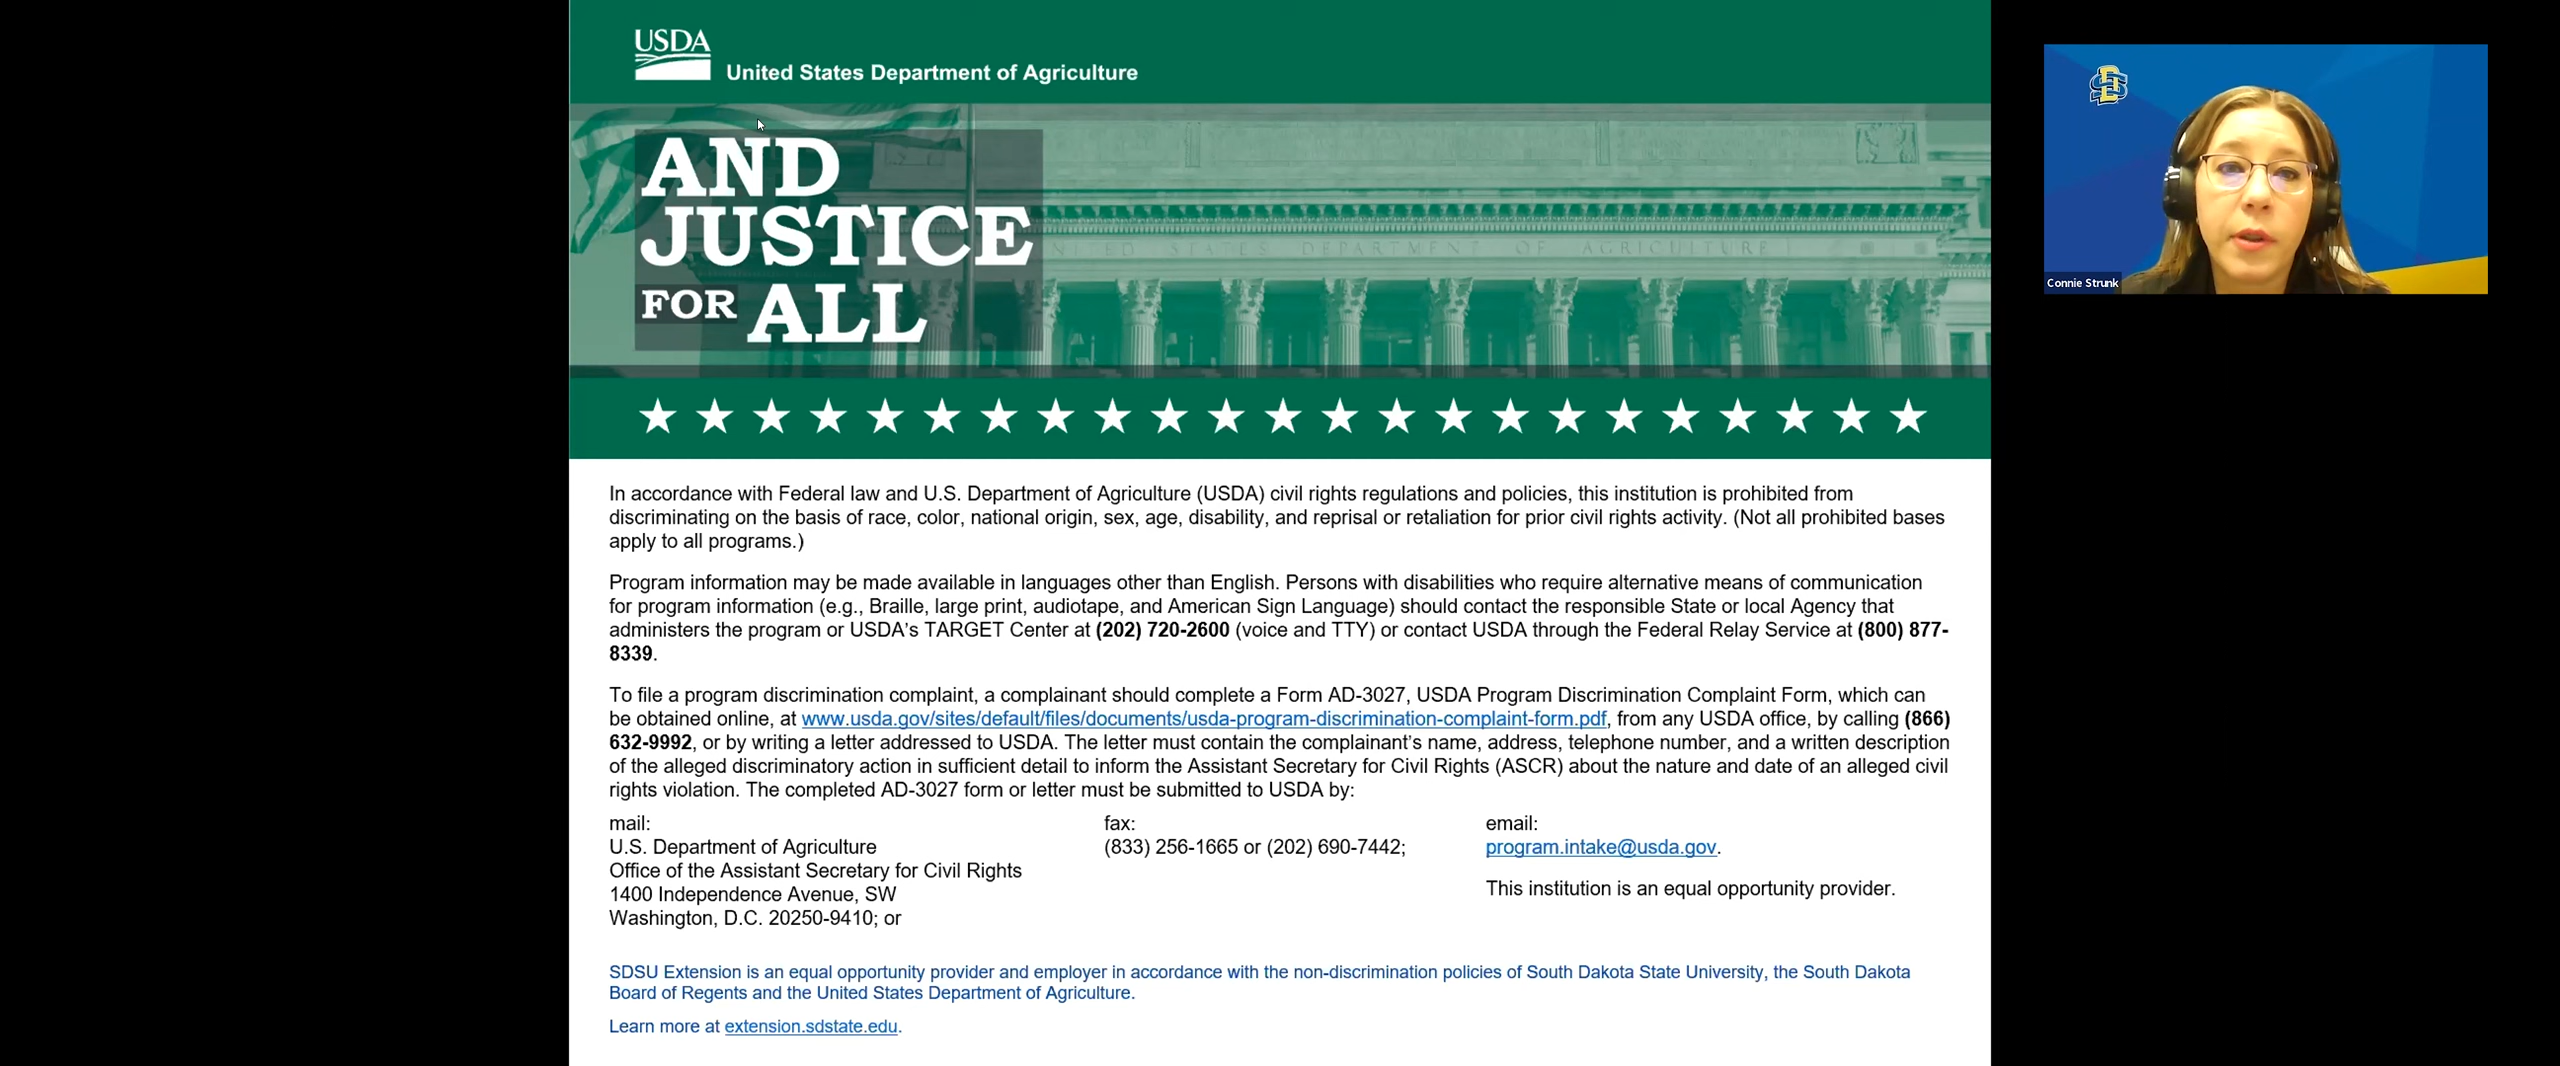 USDA
United States Department of Agriculture
AND
JUSTICE
FOR ALL
UNITED STATES DEPARTMENT OF AGRICULTURE
In accordance with Federal law and U.S. Department of Agriculture (USDA) civil rights regulations and policies, this institution is prohibited from
discriminating on the basis of race, color, national origin, sex, age, disability, and reprisal or retaliation for prior civil rights activity. (Not all prohibited bases
apply to all programs.)
Program information may be made available in languages other than English. Persons with disabilities who require alternative means of communication
for program information (e.g., Braille, large print, audiotape, and American Sign Language) should contact the responsible State or local Agency that
administers the program or USDA’s TARGET Center at (202) 720-2600 (voice and TTY) or contact USDA through the Federal Relay Service at (800) 877-
8339.
To file a program discrimination complaint, a complainant should complete a Form AD-3027, USDA Program Discrimination Complaint Form, which can
be obtained online, at www.usda.gov/sites/default/files/documents/usda-program-discrimination-complaint-form.pdf, from any USDA office, by calling (866)
632-9992, or by writing a letter addressed to USDA. The letter must contain the complainant’s name, address, telephone number, and a written description
of the alleged discriminatory action in sufficient detail to inform the Assistant Secretary for Civil Rights (ASCR) about the nature and date of an alleged civil
rights violation. The completed AD-3027 form or letter must be submitted to USDA by:
mail:
U.S. Department of Agriculture
Office of the Assistant Secretary for Civil Rights
1400 Independence Avenue, SW
Washington, D.C. 20250-9410; or
fax:
(833) 256-1665 or (202) 690-7442;
email:
program.intake@usda.gov.
This institution is an equal opportunity provider.
SDSU Extension is an equal opportunity provider and employer in accordance with the non-discrimination policies of South Dakota State University, the South Dakota
Board of Regents and the United States Department of Agriculture.
Learn more at extension.sdstate.edu.
Connie Strunk